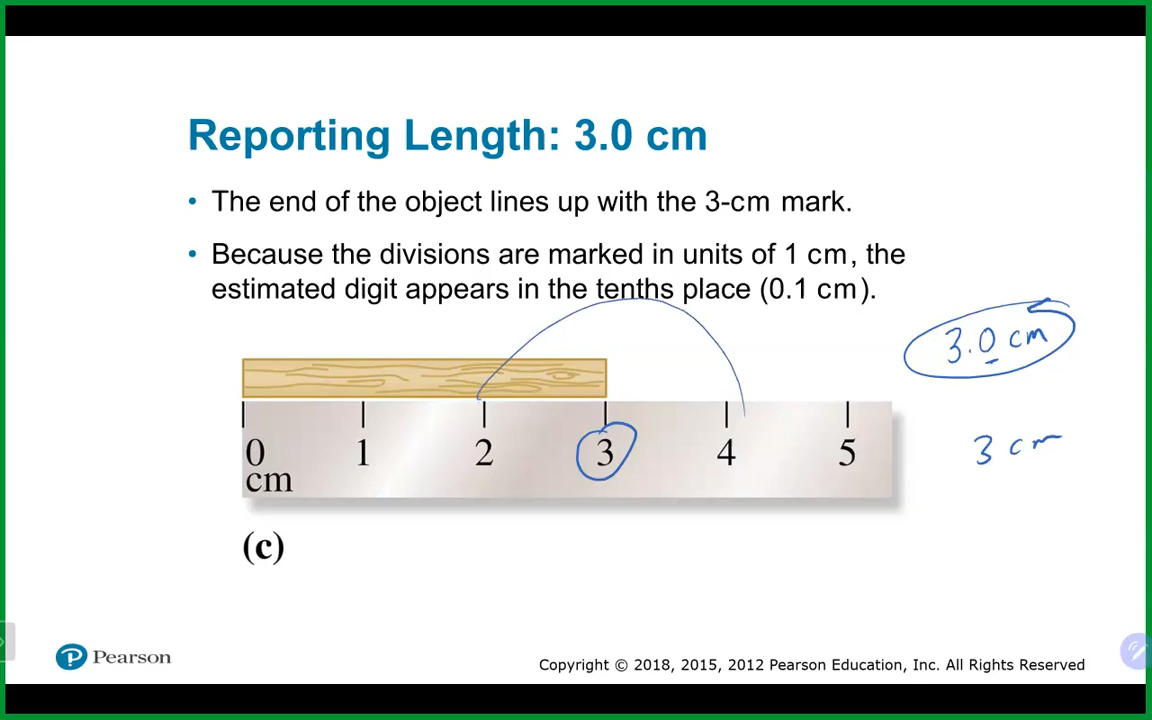 Reporting Length: 3.0 cm
• The end of the object lines up with the 3-cm mark.
• Because the divisions are marked in units of 1 cm, the
estimated digit appears in the tenths place (0.1 cm).
3.0 cm
3 cm
0 1 2 3 4 5
cm
(c)
Pearson
Copyright © 2018, 2015, 2012 Pearson Education, Inc. All Rights Reserved